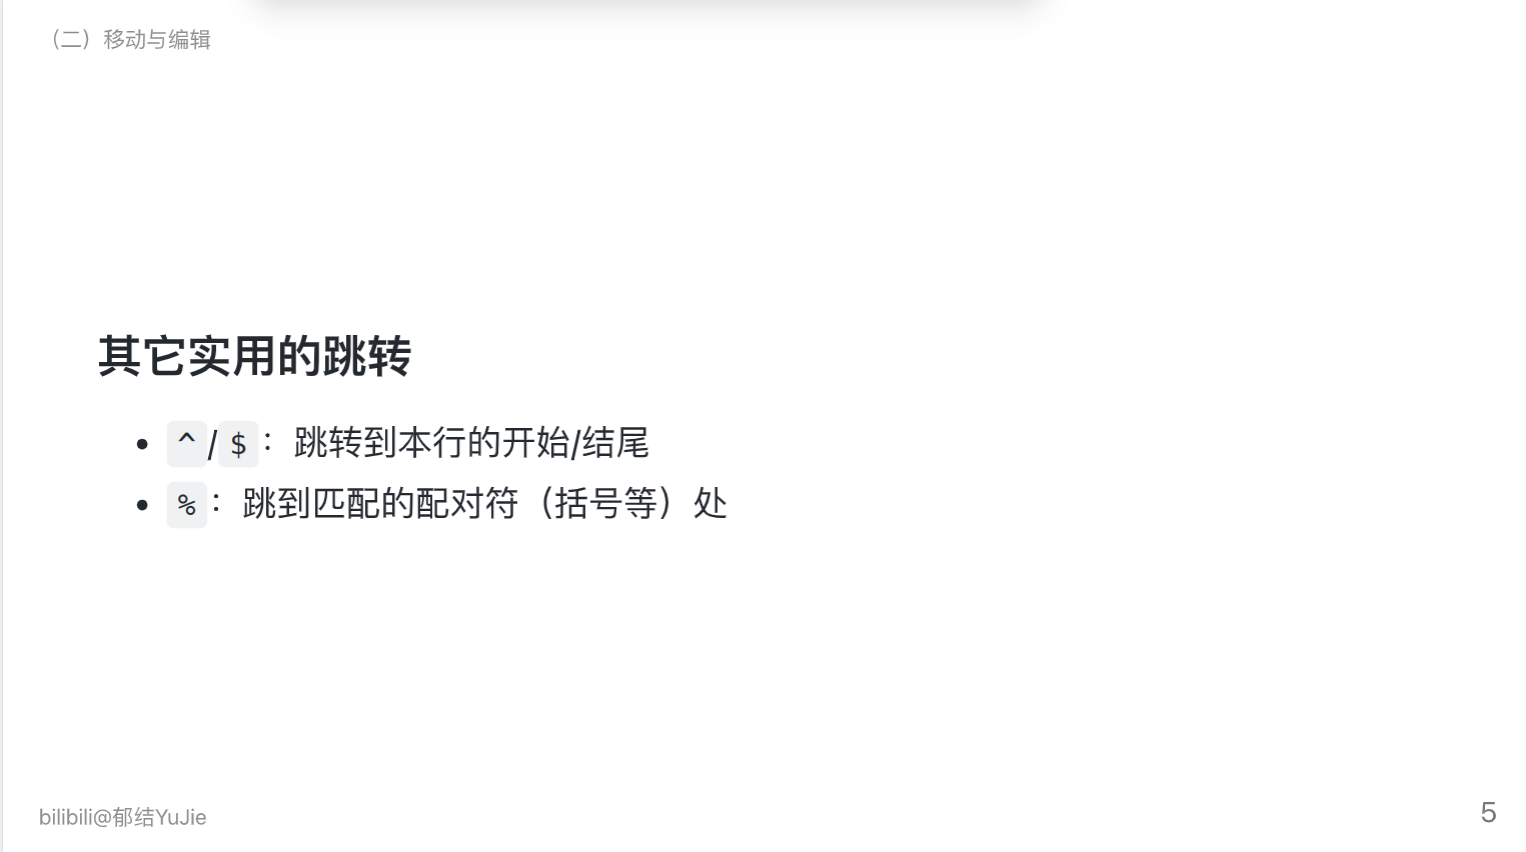 （二）移动与编辑
其它实用的跳转
• ^/$：跳转到本行的开始/结尾
• %：跳到匹配的配对符（括号等）处
bilibili@郁结YuJie
5